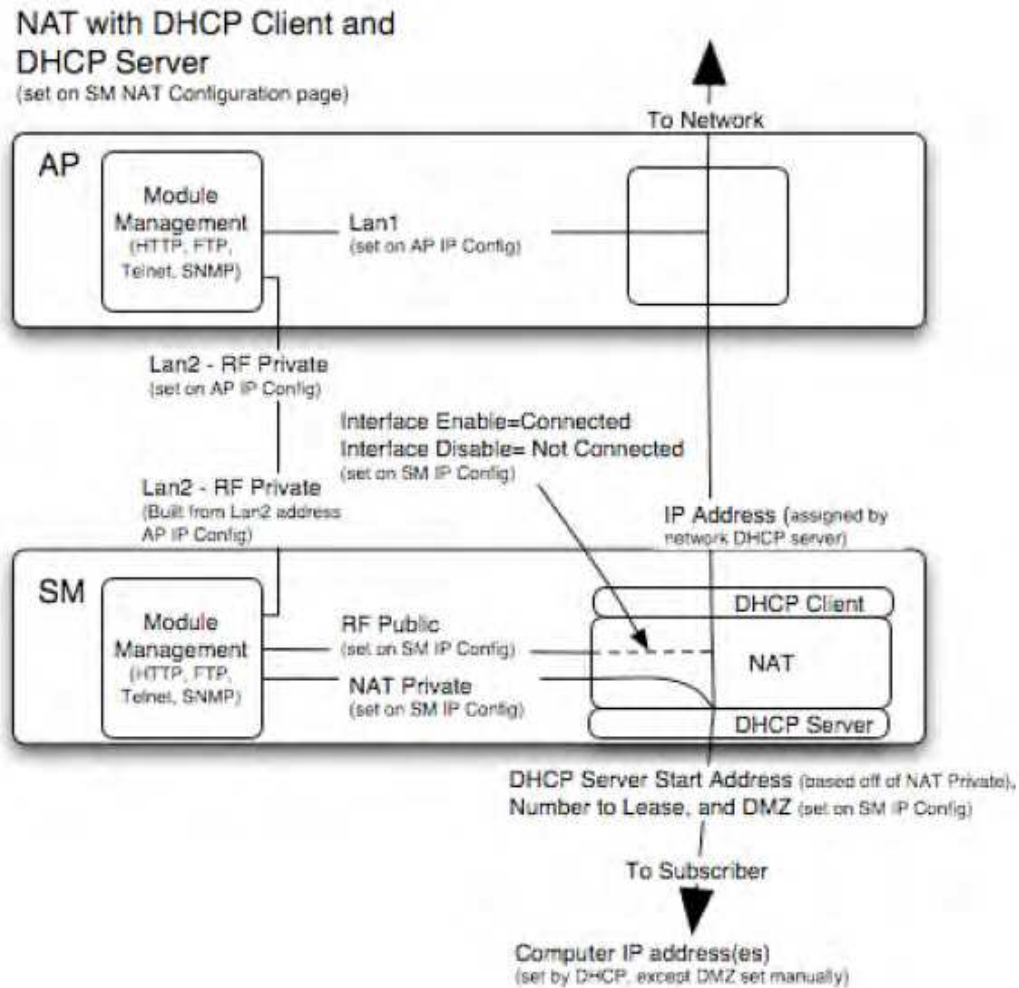 NAT with DHCP Client and
DHCP Server
(set on SM NAT Configuration page)
To Network
AP
Module
Management
(HTTP, FTP,
Telnet, SNMP)
Lan1
(set on AP IP Config)
Lan2 - RF Private
(set on AP IP Config)
Interface Enable=Connected
Interface Disable= Not Connected
(set on SM IP Config)
Lan2 - RF Private
(Built from Lan2 address
AP IP Config)
IP Address (assigned by
network DHCP server)
SM
Module
Management
(HTTP, FTP,
Telnet, SNMP)
RF Public
(set on SM IP Config)
NAT Private
(set on SM IP Config)
DHCP Client
NAT
DHCP Server
DHCP Server Start Address (based off of NAT Private),
Number to Lease, and DMZ (set on SM IP Config)
To Subscriber
Computer IP address(es)
(set by DHCP, except DMZ set manually)